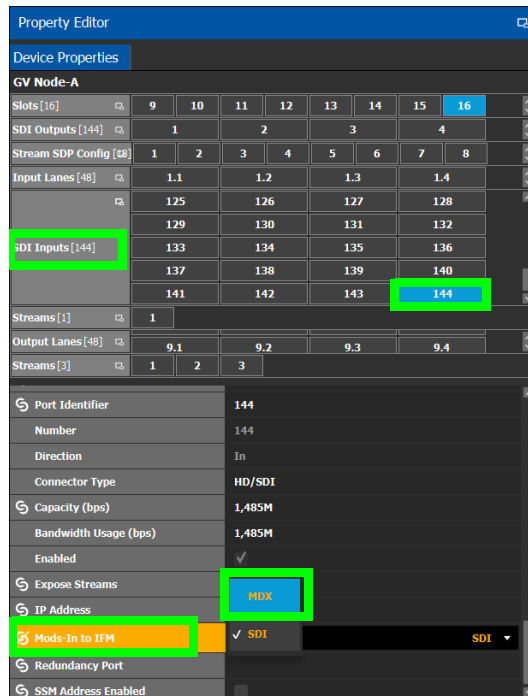 Property Editor
Device Properties
GV Node-A
Slots [16] 9 10 11 12 13 14 15 16
SDI Outputs [144] 1 2 3 4
Stream SDP Config [48] 1 2 3 4 5 6 7 8
Input Lanes [48] 1.1 1.2 1.3 1.4
125 126 127 128
129 130 131 132
SDI Inputs [144] 133 134 135 136
137 138 139 140
141 142 143 144
Streams [1] 1
Output Lanes [48] 9.1 9.2 9.3 9.4
Streams [3] 1 2 3
Port Identifier 144
Number 144
Direction In
Connector Type HD/SDI
Capacity (bps) 1,485M
Bandwidth Usage (bps) 1,485M
Enabled ✓
Expose Streams
MDX
IP Address
Mods-In to IFM ✓ SDI SDI
Redundancy Port
SSM Address Enabled